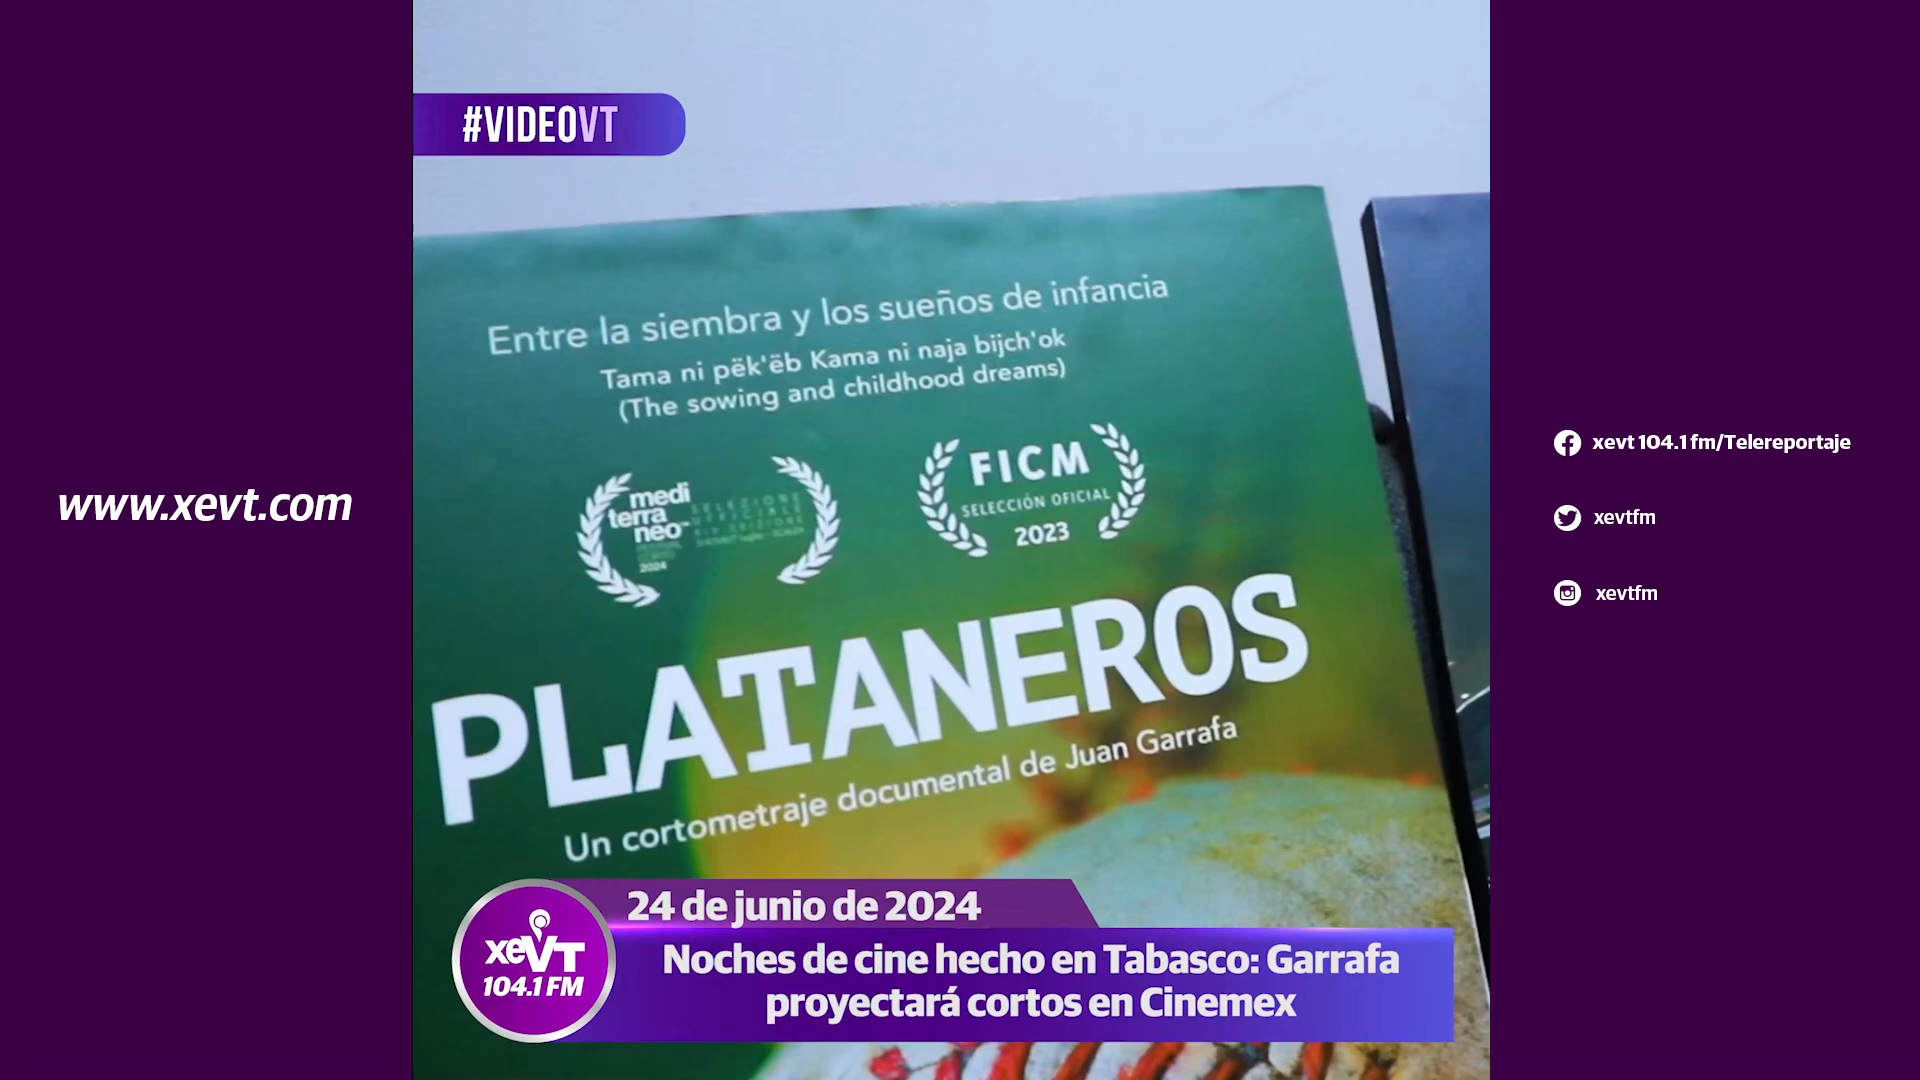 #VIDEOVT
Entre la siembra y los sueños de infancia
Tama ni pëk'ëb Kama ni naja bijch'ok
(The sowing and childhood dreams)
medi
terra
neo
2024
SELEZIONE
UFFICIALE
FICM
SELECCIÓN OFICIAL
2023
PLATANEROS
Un cortometraje documental de Juan Garrafa
24 de junio de 2024
Noches de cine hecho en Tabasco: Garrafa
proyectará cortos en Cinemex
xeVT
104.1 FM
www.xevt.com
xevt 104.1 fm/Telereportaje
xevtfm
xevtfm